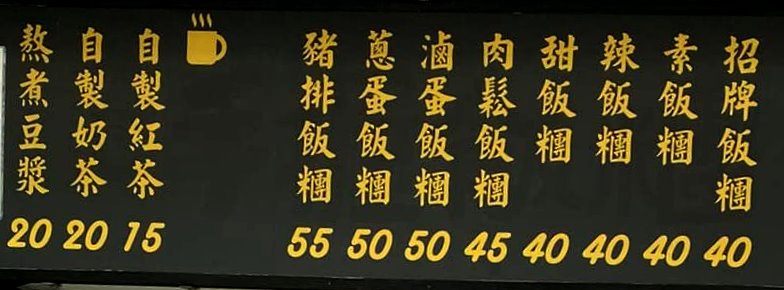 招牌飯糰 40
素飯糰 40
辣飯糰 40
甜飯糰 40
肉鬆飯糰 45
滷蛋飯糰 50
蔥蛋飯糰 50
豬排飯糰 55
自製紅茶 15
自製奶茶 20
熬煮豆漿 20